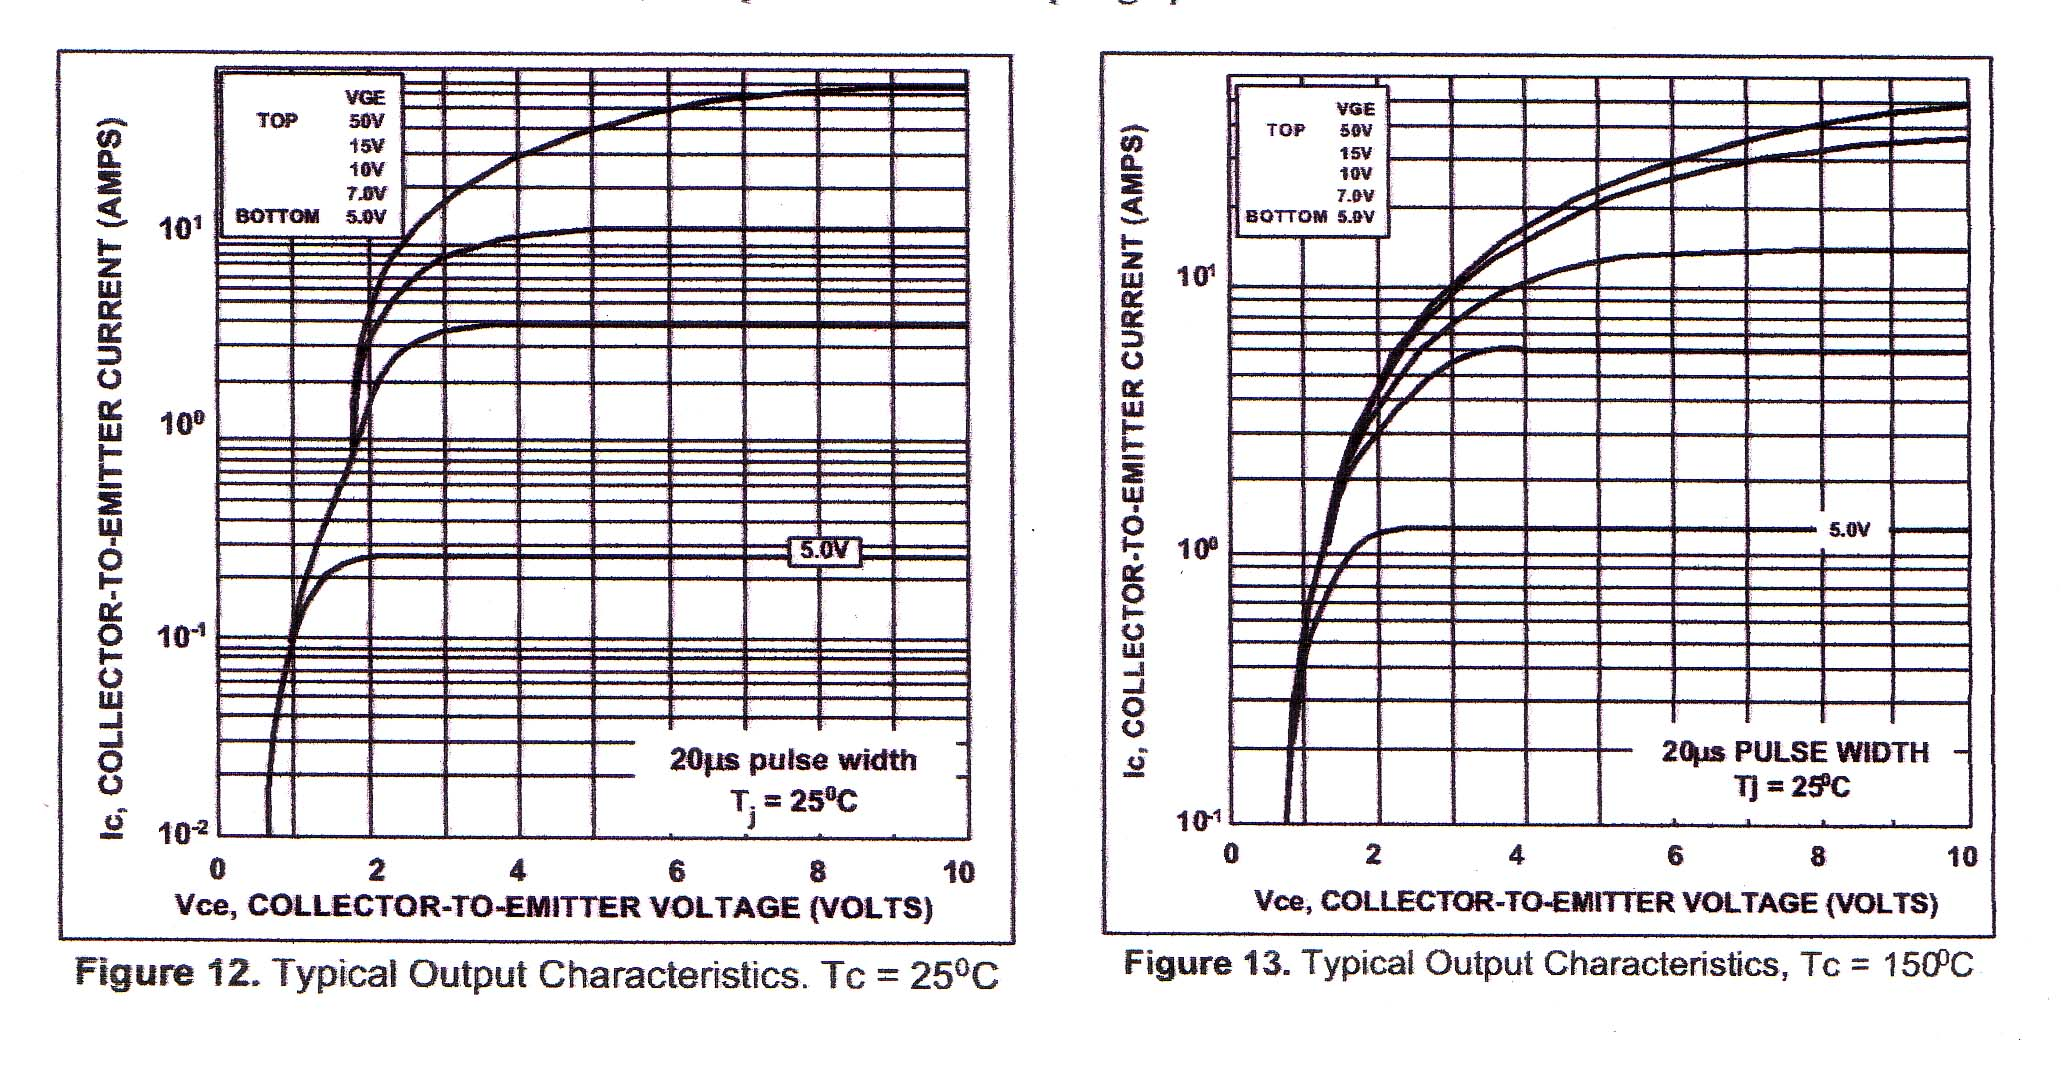 VGE
TOP 50V
15V
10V
7.0V
BOTTOM 5.0V
Ic, COLLECTOR-TO-EMITTER CURRENT (AMPS)
10¹
10⁰
10⁻¹
10⁻²
5.0V
20µs pulse width
Tj = 25⁰C
0 2 4 6 8 10
Vce, COLLECTOR-TO-EMITTER VOLTAGE (VOLTS)
Figure 12. Typical Output Characteristics. Tc = 25⁰C
VGE
TOP 50V
15V
10V
7.0V
BOTTOM 5.0V
Ic, COLLECTOR-TO-EMITTER CURRENT (AMPS)
10¹
10⁰
10⁻¹
5.0V
20µs PULSE WIDTH
Tj = 25⁰C
0 2 4 6 8 10
Vce, COLLECTOR-TO-EMITTER VOLTAGE (VOLTS)
Figure 13. Typical Output Characteristics, Tc = 150⁰C